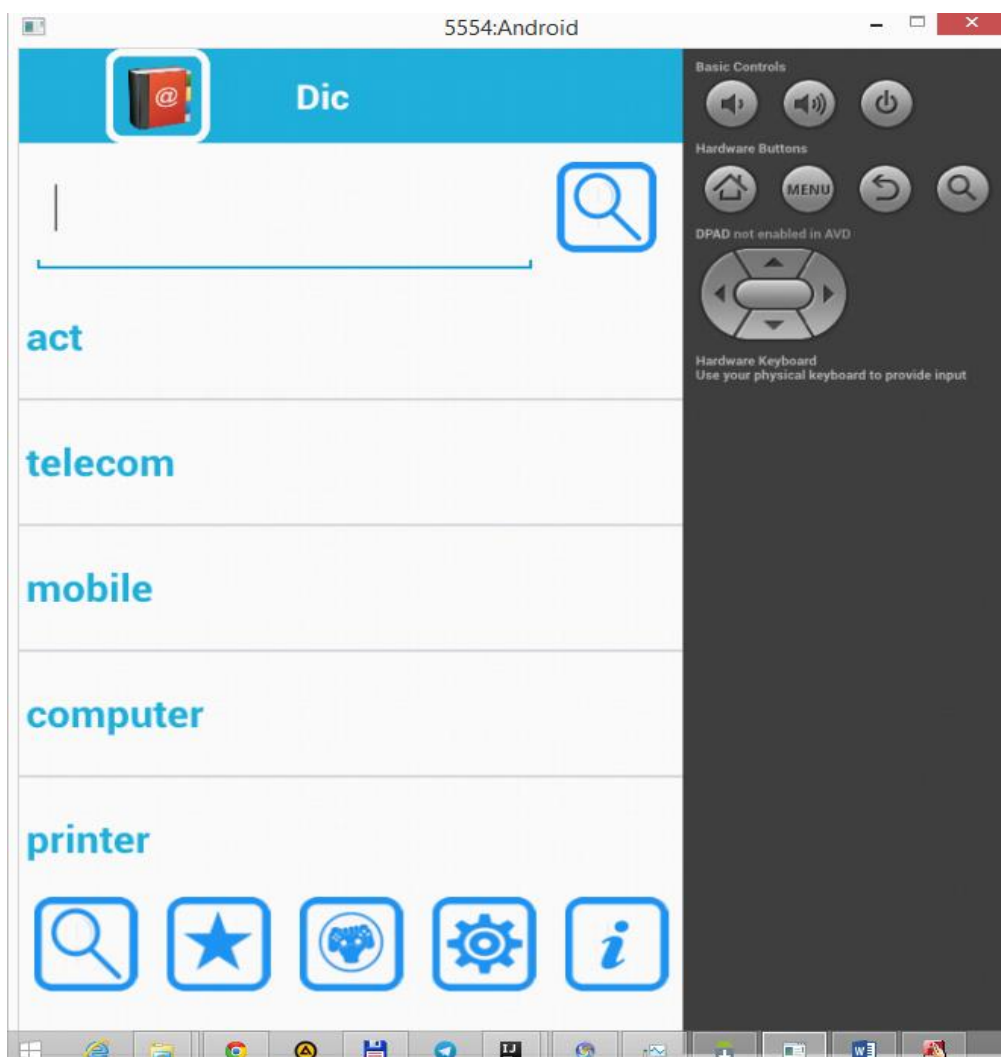 5554:Android
Dic
act
telecom
mobile
computer
printer
Basic Controls
Hardware Buttons
MENU
DPAD not enabled in AVD
Hardware Keyboard
Use your physical keyboard to provide input